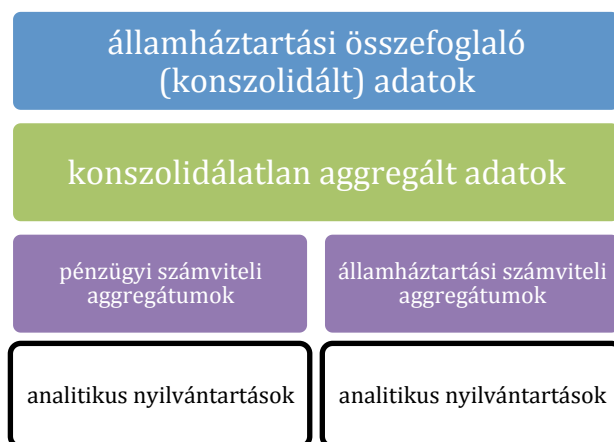 államháztartási összefoglaló
(konszolidált) adatok
konszolidálatlan aggregált adatok
pénzügyi számviteli
aggregátumok
államháztartási számviteli
aggregátumok
analitikus nyilvántartások
analitikus nyilvántartások